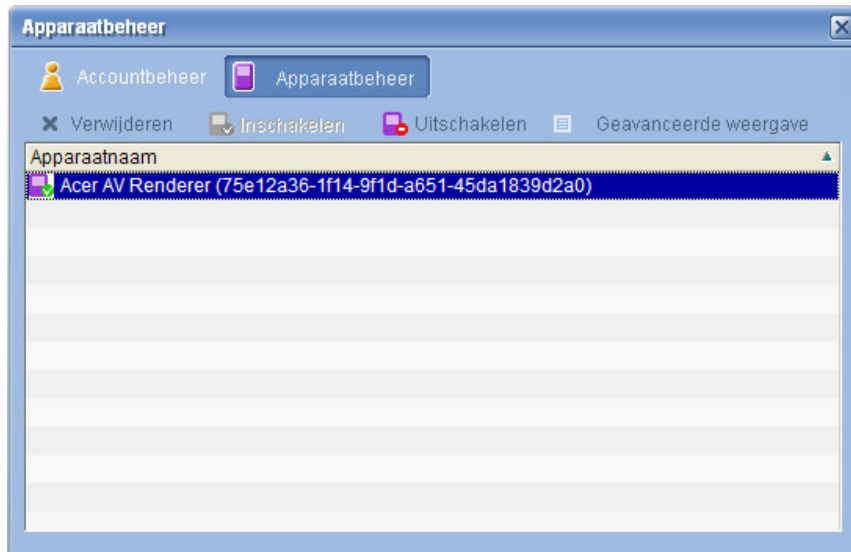 Apparaatbeheer
Accountbeheer Apparaatbeheer
Verwijderen Inschakelen Uitschakelen Geavanceerde weergave
Apparaatnaam
Acer AV Renderer (75e12a36-1f14-9f1d-a651-45da1839d2a0)